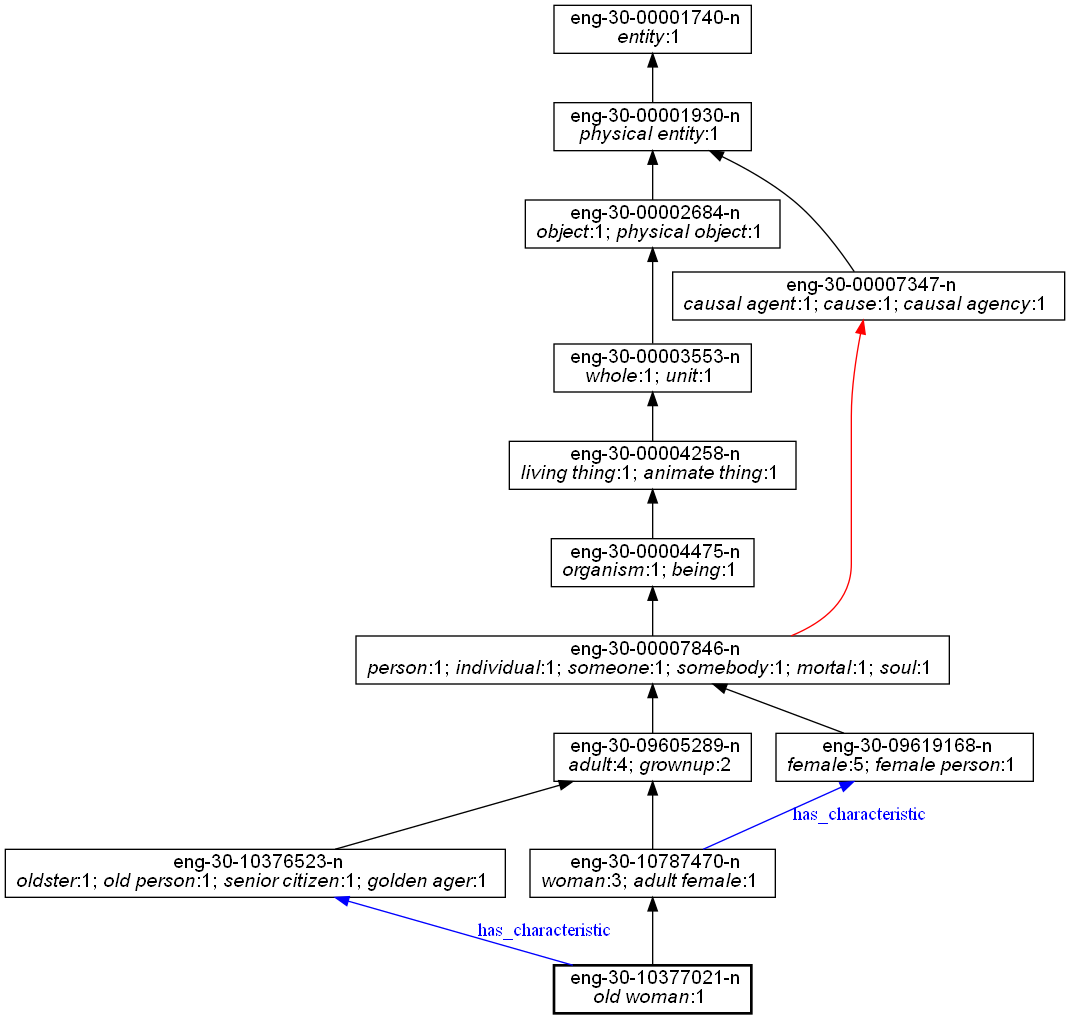 eng-30-00001740-n
entity:1
eng-30-00001930-n
physical entity:1
eng-30-00002684-n
object:1; physical object:1
eng-30-00007347-n
causal agent:1; cause:1; causal agency:1
eng-30-00003553-n
whole:1; unit:1
eng-30-00004258-n
living thing:1; animate thing:1
eng-30-00004475-n
organism:1; being:1
eng-30-00007846-n
person:1; individual:1; someone:1; somebody:1; mortal:1; soul:1
eng-30-09605289-n
adult:4; grownup:2
eng-30-09619168-n
female:5; female person:1
has_characteristic
eng-30-10376523-n
oldster:1; old person:1; senior citizen:1; golden ager:1
eng-30-10787470-n
woman:3; adult female:1
has_characteristic
eng-30-10377021-n
old woman:1